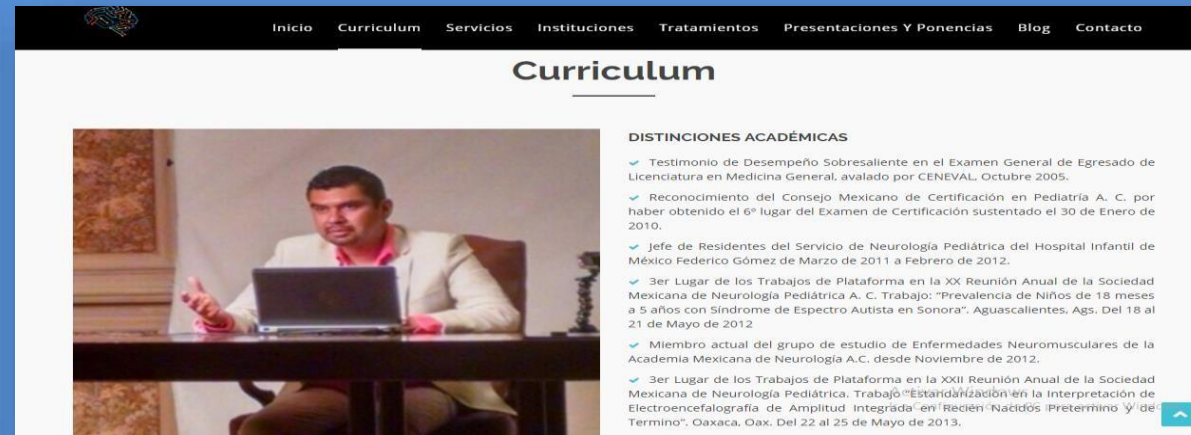 Inicio Curriculum Servicios Instituciones Tratamientos Presentaciones Y Ponencias Blog Contacto
Curriculum
DISTINCIONES ACADÉMICAS
Testimonio de Desempeño Sobresaliente en el Examen General de Egresado de
Licenciatura en Medicina General, avalado por CENEVAL, Octubre 2005.
Reconocimiento del Consejo Mexicano de Certificación en Pediatría A. C. por
haber obtenido el 6º lugar del Examen de Certificación sustentado el 30 de Enero de
2010.
Jefe de Residentes del Servicio de Neurología Pediátrica del Hospital Infantil de
México Federico Gómez de Marzo de 2011 a Febrero de 2012.
3er Lugar de los Trabajos de Plataforma en la XX Reunión Anual de la Sociedad
Mexicana de Neurología Pediátrica A. C. Trabajo: "Prevalencia de Niños de 18 meses
a 5 años con Síndrome de Espectro Autista en Sonora". Aguascalientes, Ags. Del 18 al
21 de Mayo de 2012
Miembro actual del grupo de estudio de Enfermedades Neuromusculares de la
Academia Mexicana de Neurología A.C. desde Noviembre de 2012.
3er Lugar de los Trabajos de Plataforma en la XXII Reunión Anual de la Sociedad
Mexicana de Neurología Pediátrica. Trabajo "Estandarización en la Interpretación de
Electroencefalografía de Amplitud Integrada en Recién Nacidos Pretermino y de
Termino". Oaxaca, Oax. Del 22 al 25 de Mayo de 2013.
Activar Windows